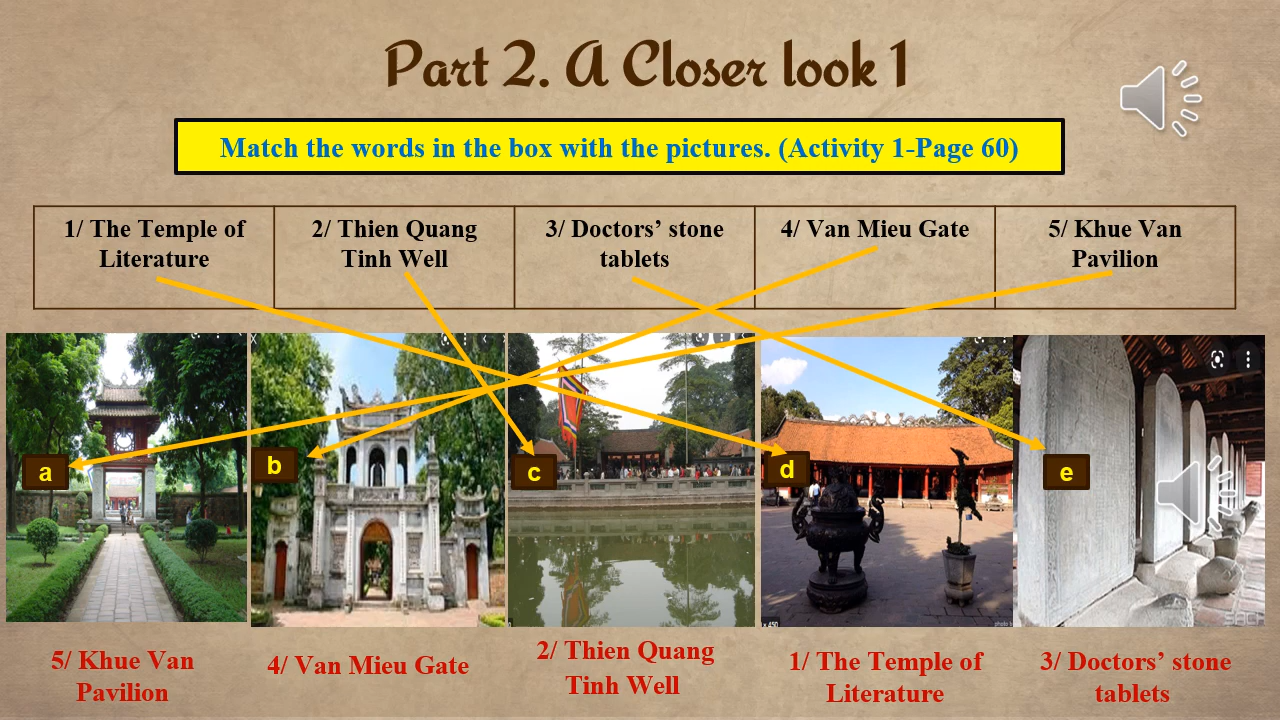 Part 2. A Closer look 1
Match the words in the box with the pictures. (Activity 1-Page 60)
1/ The Temple of
Literature
2/ Thien Quang
Tinh Well
3/ Doctors’ stone
tablets
4/ Van Mieu Gate
5/ Khue Van
Pavilion
a
b
c
d
e
5/ Khue Van
Pavilion
4/ Van Mieu Gate
2/ Thien Quang
Tinh Well
1/ The Temple of
Literature
3/ Doctors’ stone
tablets